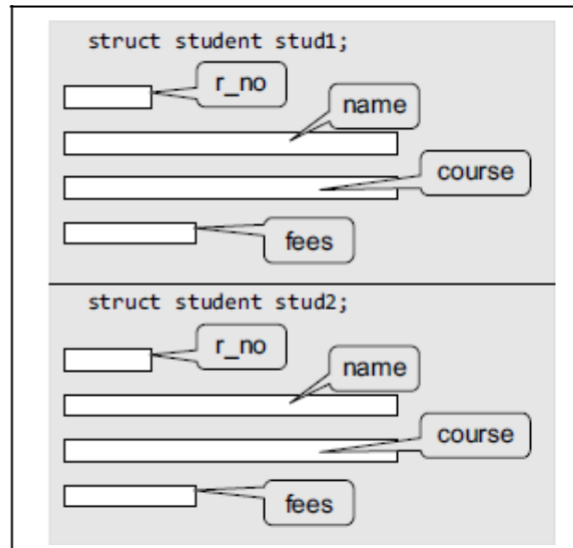 struct student stud1;
r_no
name
course
fees
struct student stud2;
r_no
name
course
fees